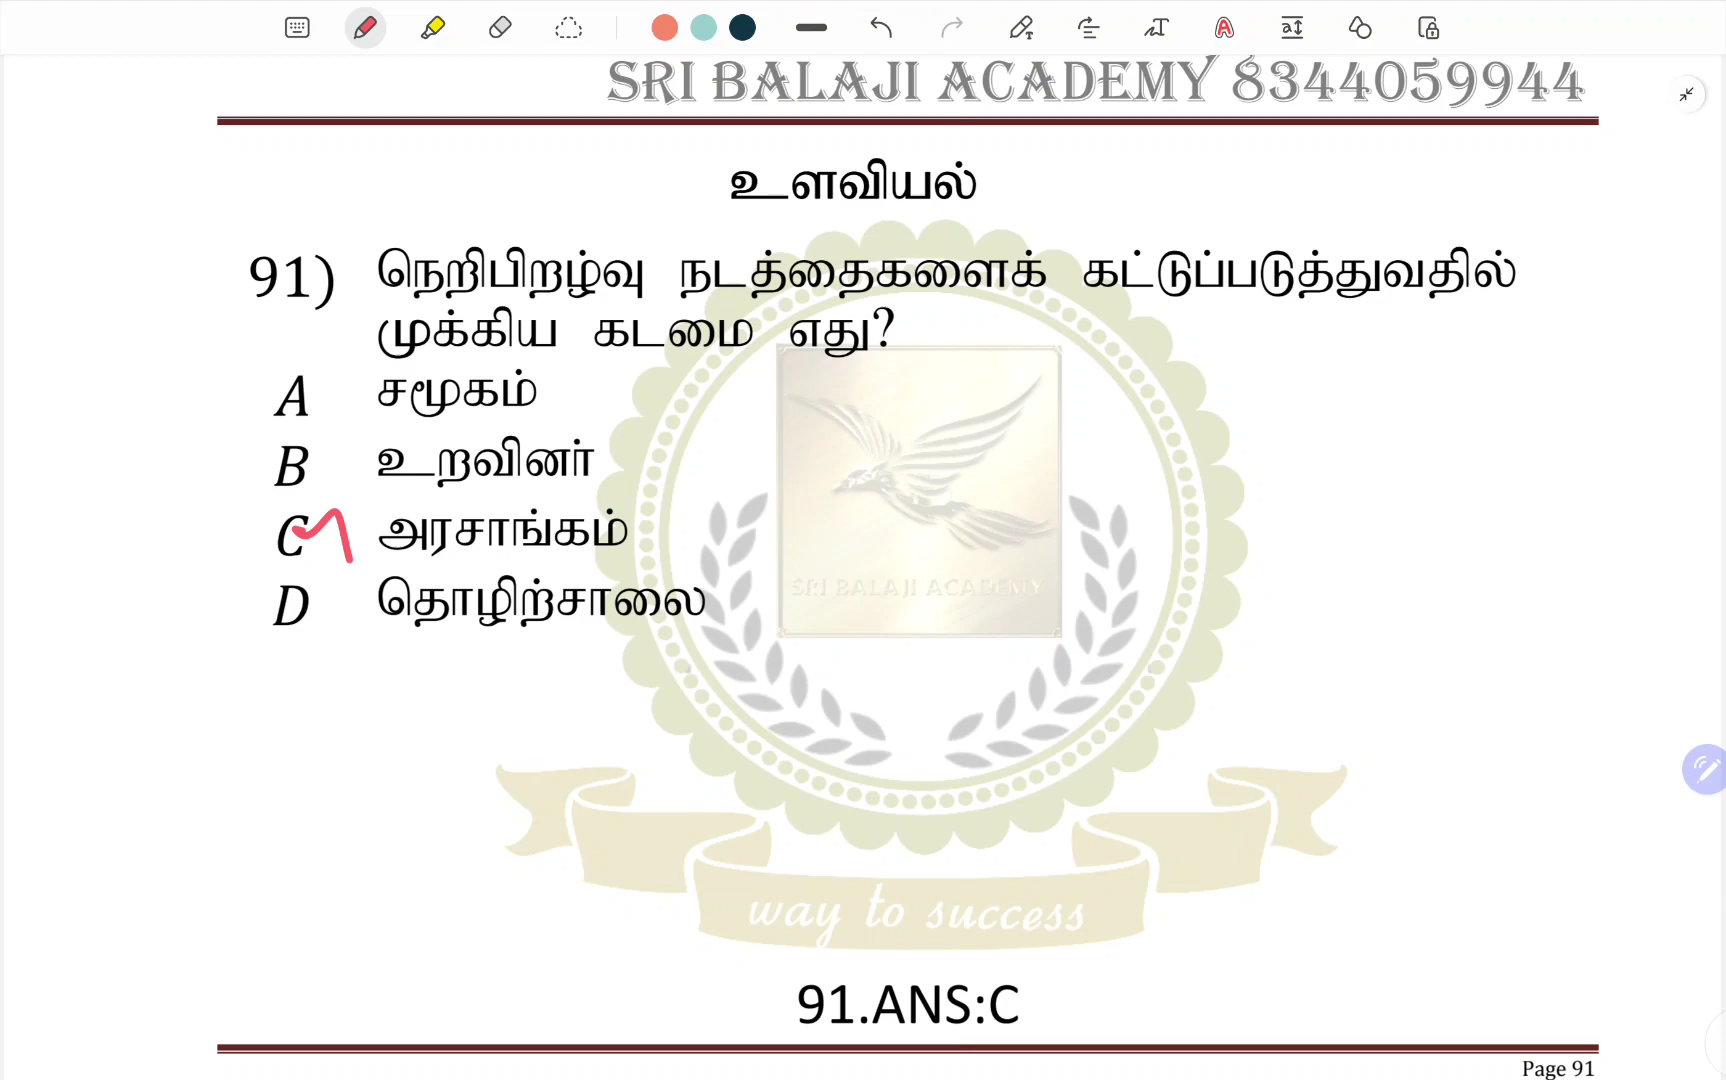 SRI BALAJI ACADEMY 8344059944
உளவியல்
91) நெறிபிறழ்வு நடத்தைகளைக் கட்டுப்படுத்துவதில்
முக்கிய கடமை எது?
A சமூகம்
B உறவினர்
C அரசாங்கம்
D தொழிற்சாலை
SRI BALAJI ACADEMY
way to success
91.ANS:C
Page 91